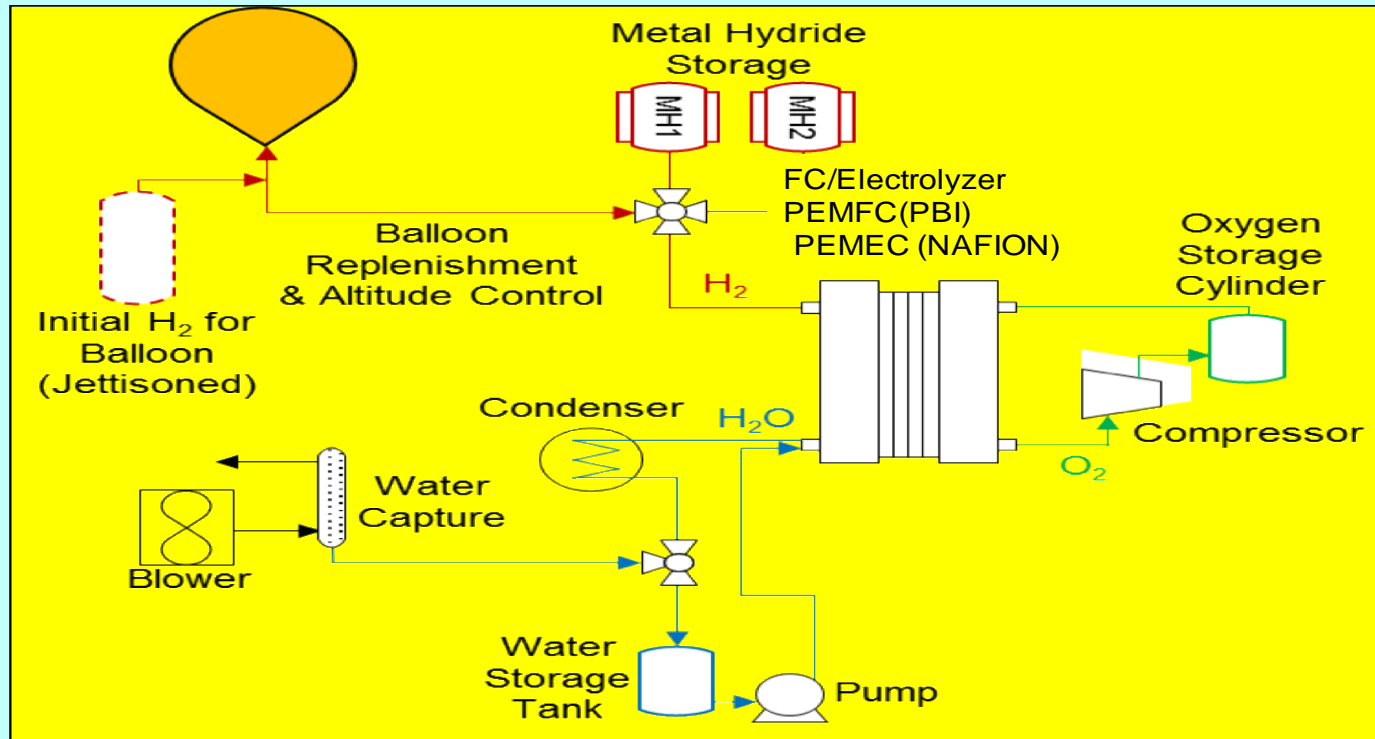 Metal Hydride
Storage
MH1
MH2
FC/Electrolyzer
PEMFC(PBI)
PEMEC (NAFION)
Balloon
Replenishment
& Altitude Control
H₂
Oxygen
Storage
Cylinder
Initial H₂ for
Balloon
(Jettisoned)
Condenser
H₂O
Compressor
O₂
Water
Capture
Blower
Water
Storage
Tank
Pump